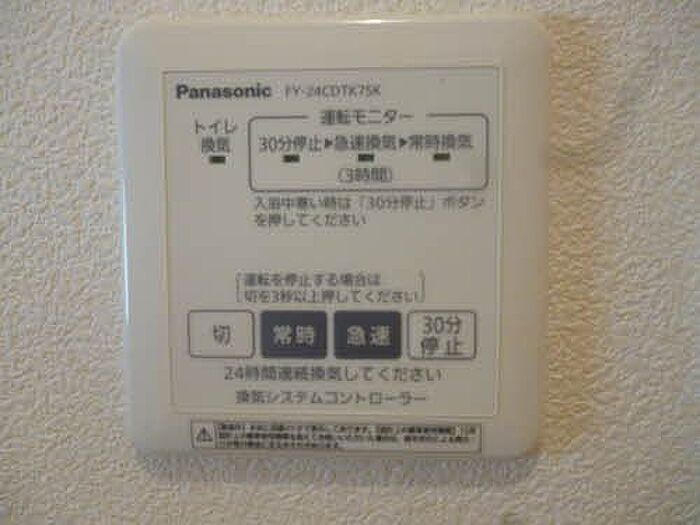 Panasonic FY-24CDTK75K
運転モニター
トイレ
換気
30分停止▶急速換気▶常時換気
(3時間)
入浴中寒い時は「30分停止」ボタン
を押してください
運転を停止する場合は
切を3秒以上押してください
切 常時 急速 30分
停止
24時間連続換気してください
換気システムコントローラー